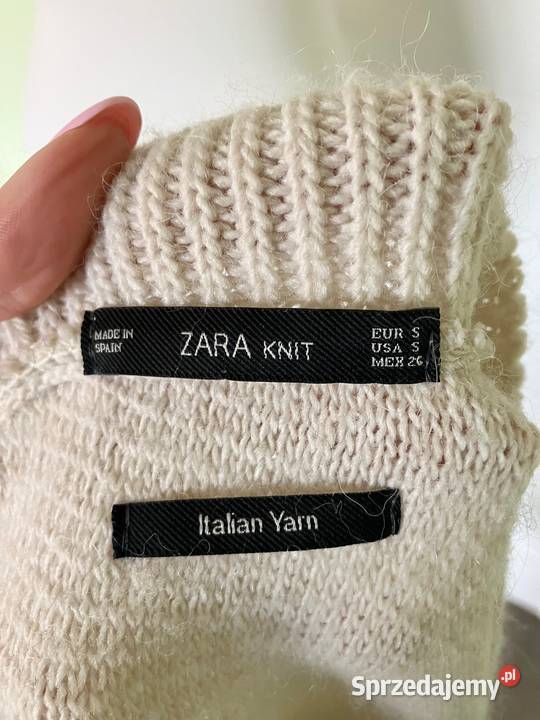 MADE IN
SPAIN
ZARA KNIT
EUR S
USA S
MEX 26
Italian Yarn
Sprzedajemy.pl